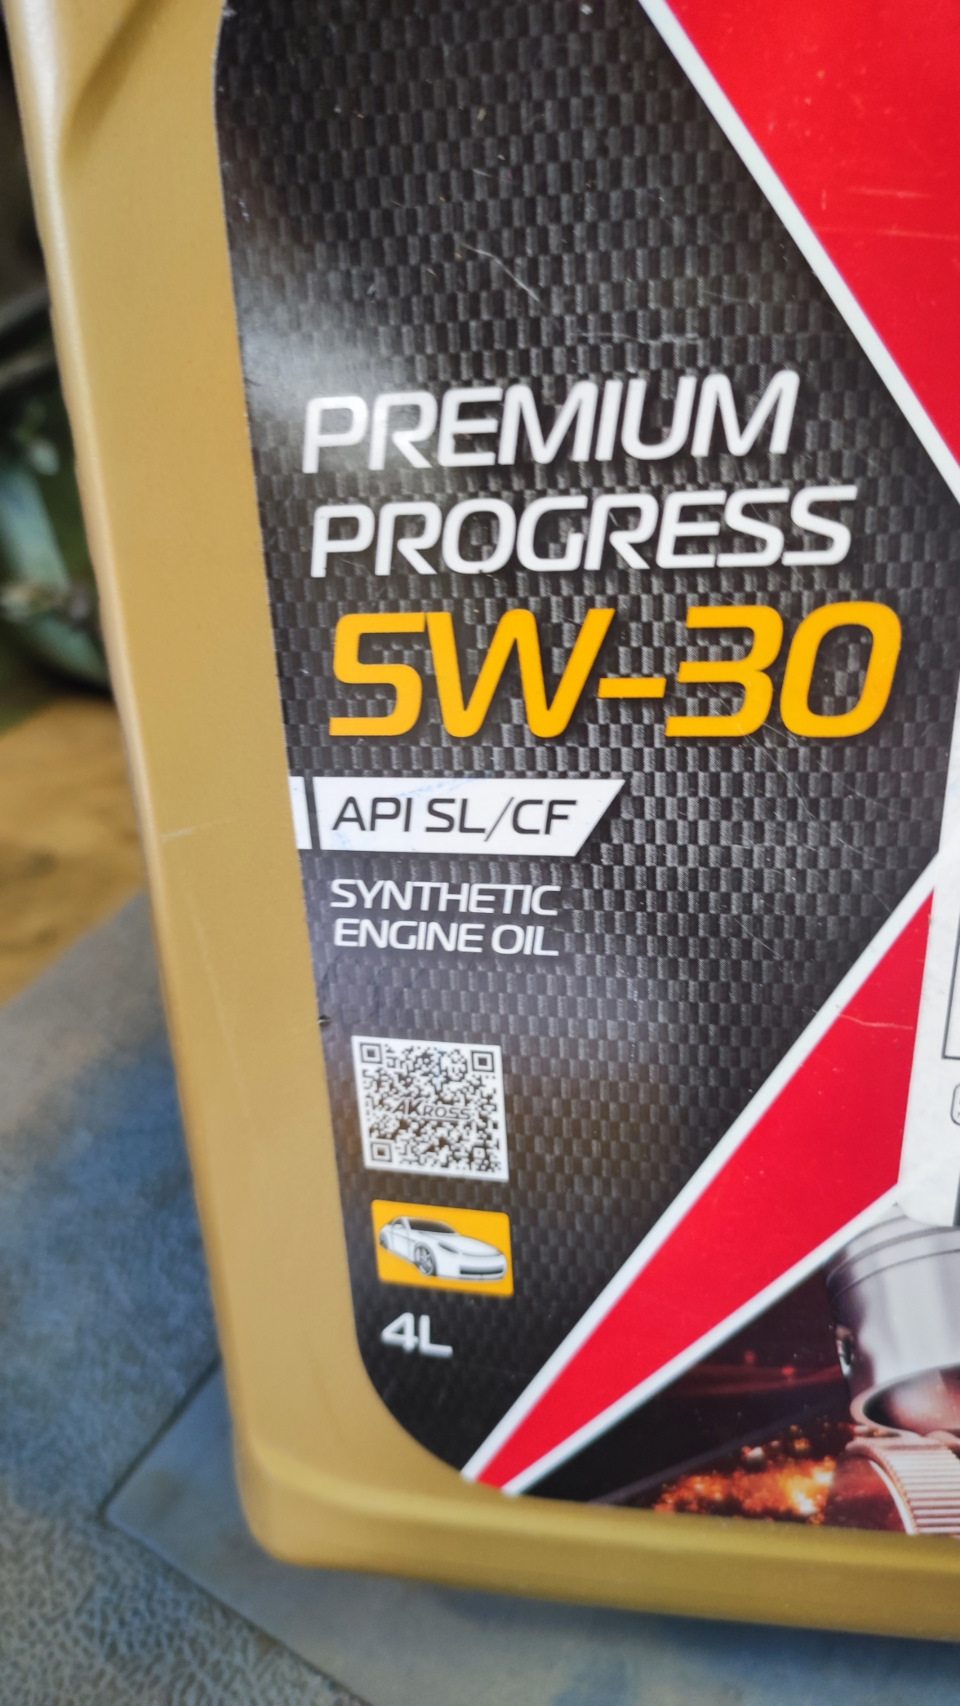 PREMIUM
PROGRESS
5W-30
API SL/CF
SYNTHETIC
ENGINE OIL
AKROSS
4L